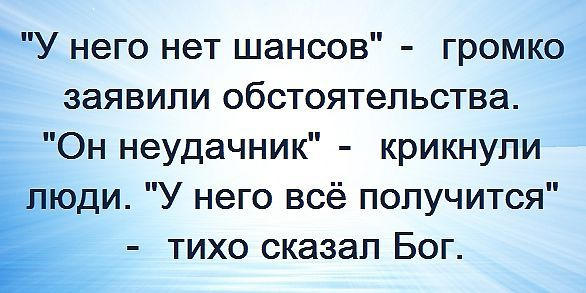 "У него нет шансов" - громко
заявили обстоятельства.
"Он неудачник" - крикнули
люди. "У него всё получится"
- тихо сказал Бог.